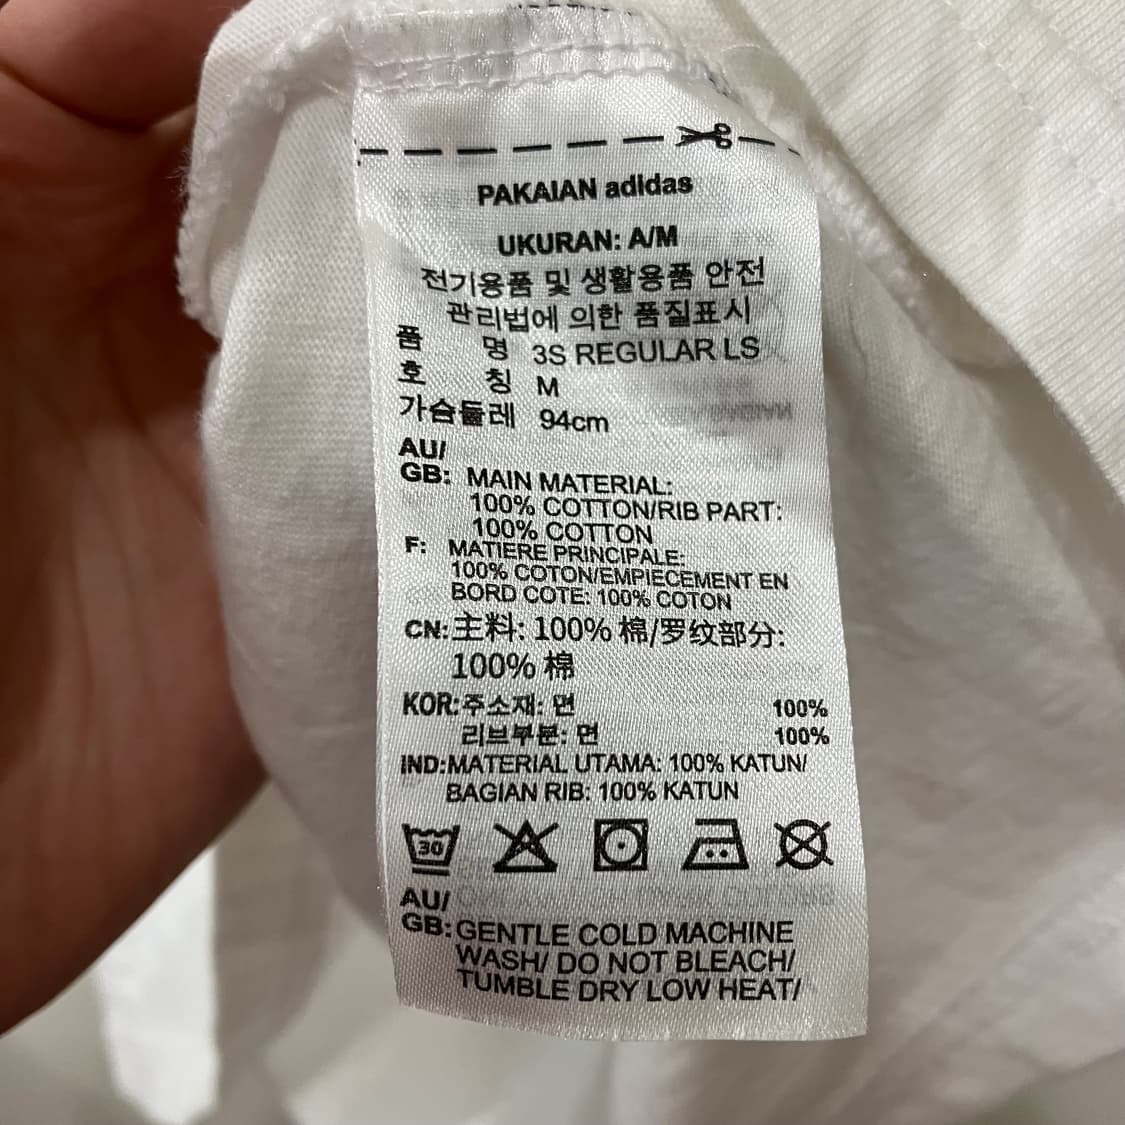 PAKAIAN adidas
UKURAN: A/M
전기용품 및 생활용품 안전
관리법에 의한 품질표시
품 명 3S REGULAR LS
호 칭 M
가슴둘레 94cm
AU/
GB: MAIN MATERIAL:
100% COTTON/RIB PART:
100% COTTON
F: MATIERE PRINCIPALE:
100% COTON/EMPIECEMENT EN
BORD COTE: 100% COTON
CN: 主料: 100% 棉/罗纹部分:
100% 棉
KOR: 주소재: 면 100%
리브부분: 면 100%
IND: MATERIAL UTAMA: 100% KATUN/
BAGIAN RIB: 100% KATUN
30
AU/
GB: GENTLE COLD MACHINE
WASH/ DO NOT BLEACH/
TUMBLE DRY LOW HEAT/